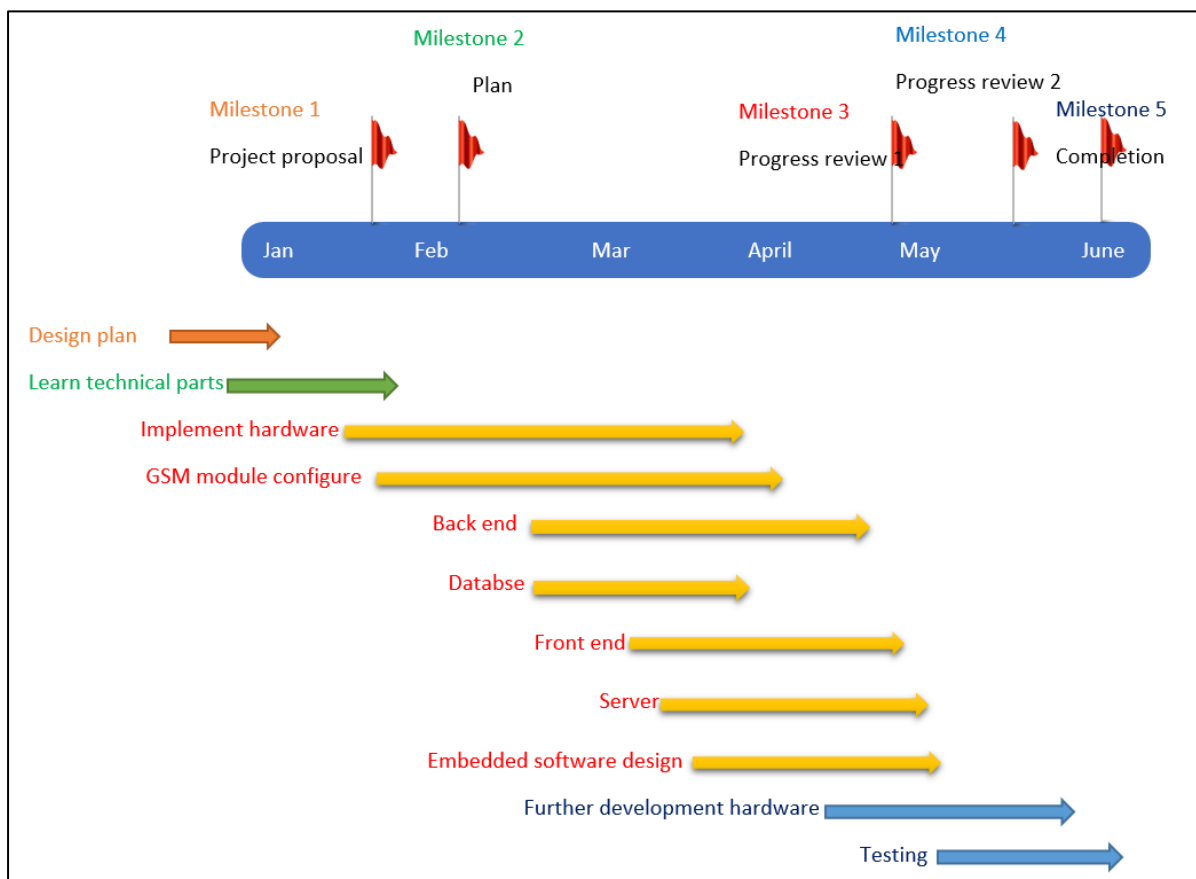 Milestone 2
Milestone 4
Plan
Progress review 2
Milestone 1
Milestone 3
Milestone 5
Project proposal
Progress review 1
Completion
Jan
Feb
Mar
April
May
June
Design plan
Learn technical parts
Implement hardware
GSM module configure
Back end
Databse
Front end
Server
Embedded software design
Further development hardware
Testing